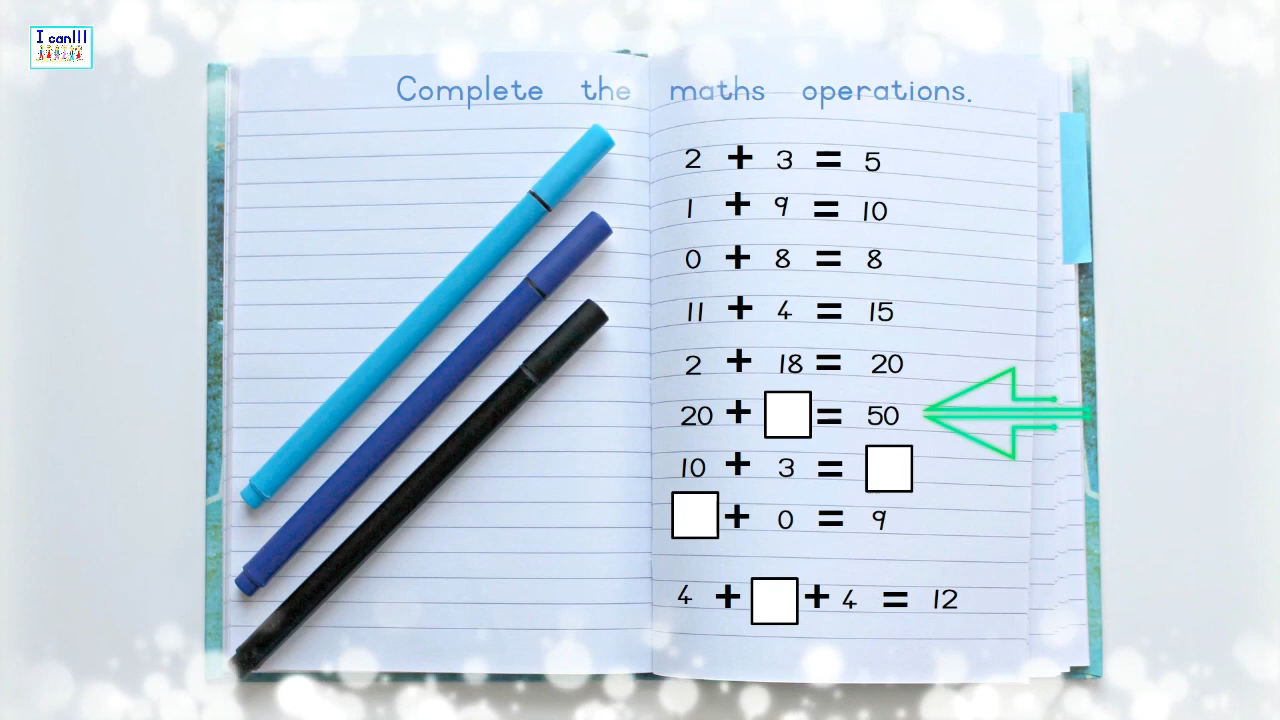 I can!!!
Complete the maths operations.
2 + 3 = 5
1 + 9 = 10
0 + 8 = 8
11 + 4 = 15
2 + 18 = 20
20 + = 50
10 + 3 =
+ 0 = 9
4 + + 4 = 12